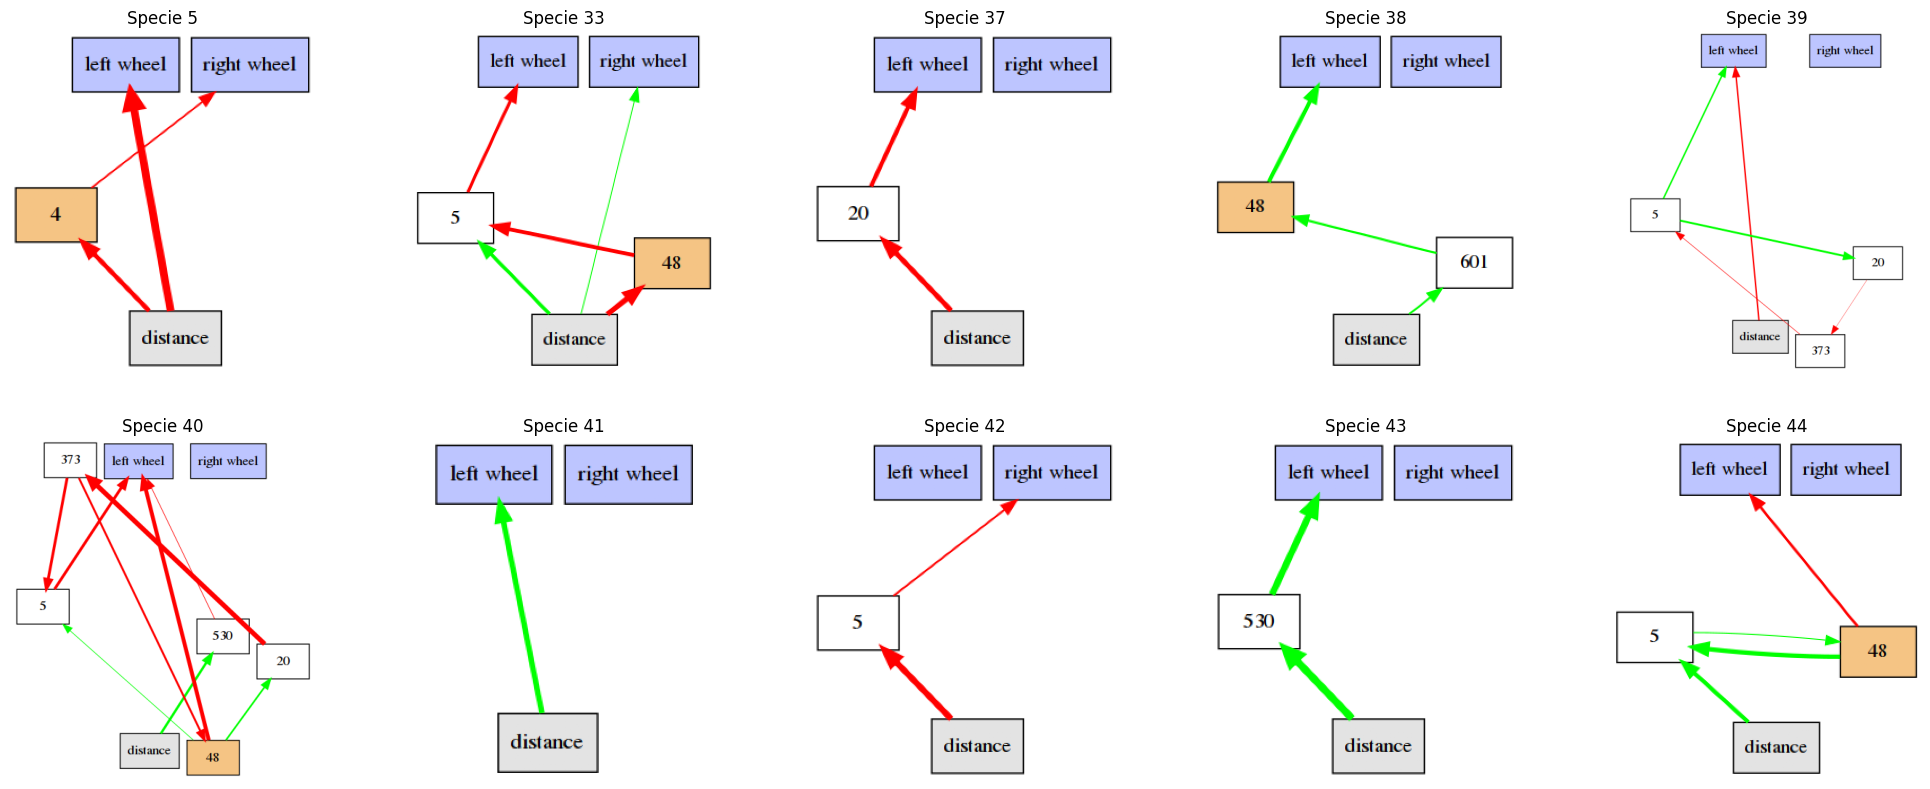 Specie 5
left wheel
right wheel
4
distance
Specie 33
left wheel
right wheel
5
48
distance
Specie 37
left wheel
right wheel
20
distance
Specie 38
left wheel
right wheel
48
601
distance
Specie 39
left wheel
right wheel
5
20
distance
373
Specie 40
373
left wheel
right wheel
5
530
20
distance
48
Specie 41
left wheel
right wheel
distance
Specie 42
left wheel
right wheel
5
distance
Specie 43
left wheel
right wheel
530
distance
Specie 44
left wheel
right wheel
5
48
distance